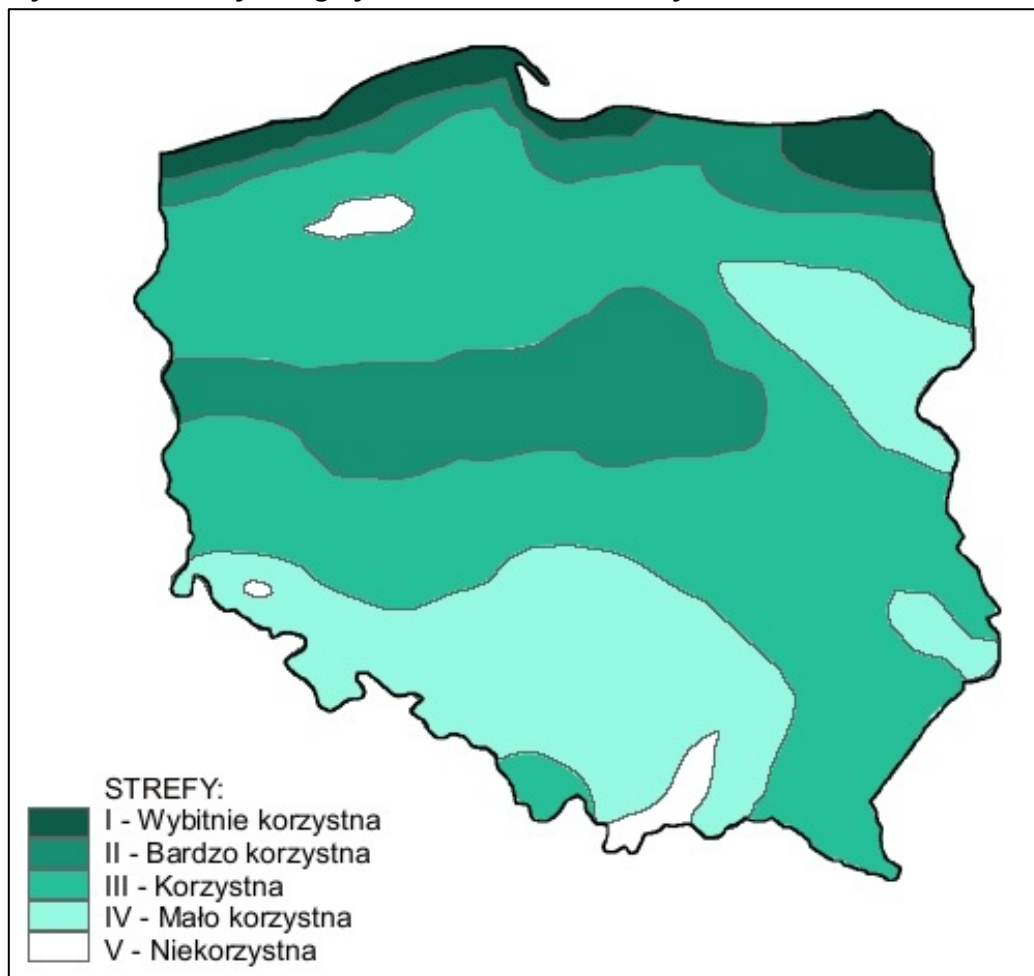 STREFY:
I - Wybitnie korzystna
II - Bardzo korzystna
III - Korzystna
IV - Mało korzystna
V - Niekorzystna